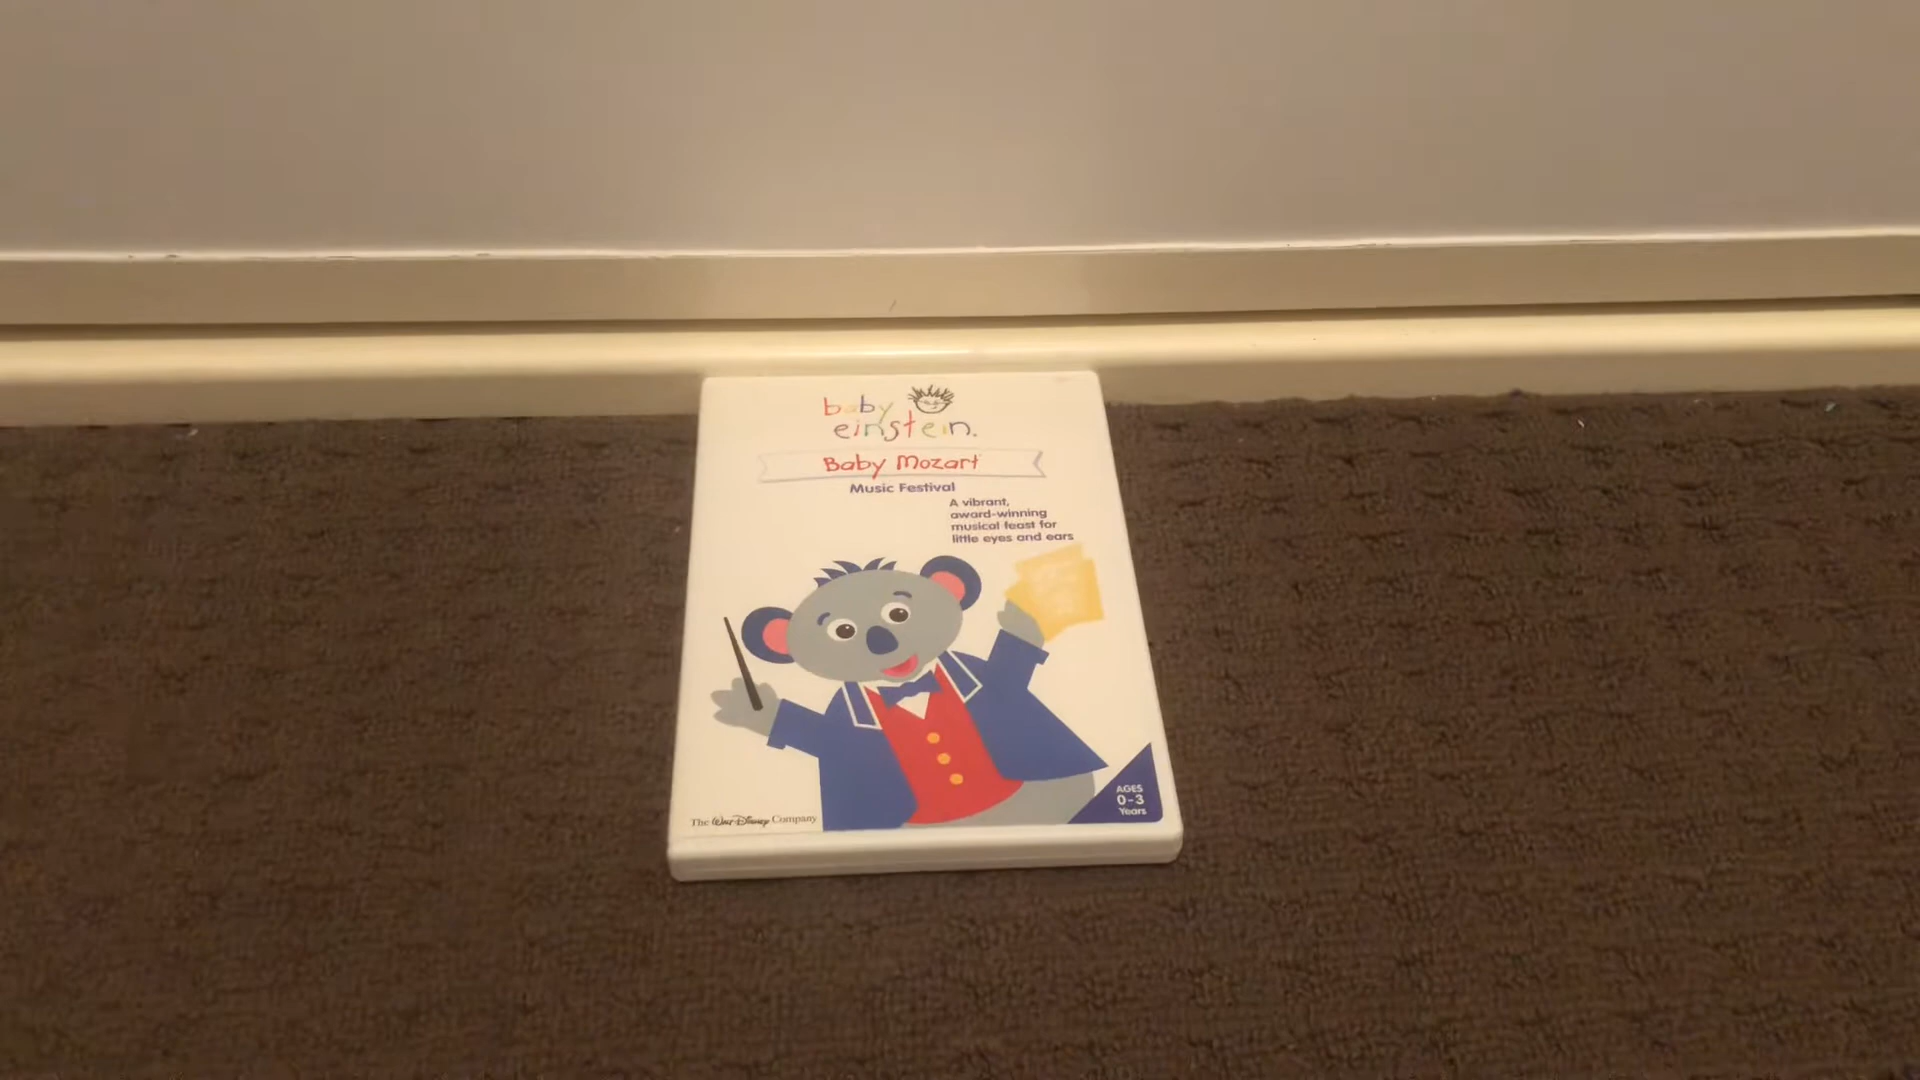 baby
einstein.
Baby Mozart
Music Festival
A vibrant,
award-winning
musical feast for
little eyes and ears
The Walt Disney Company
AGES
0-3
Years